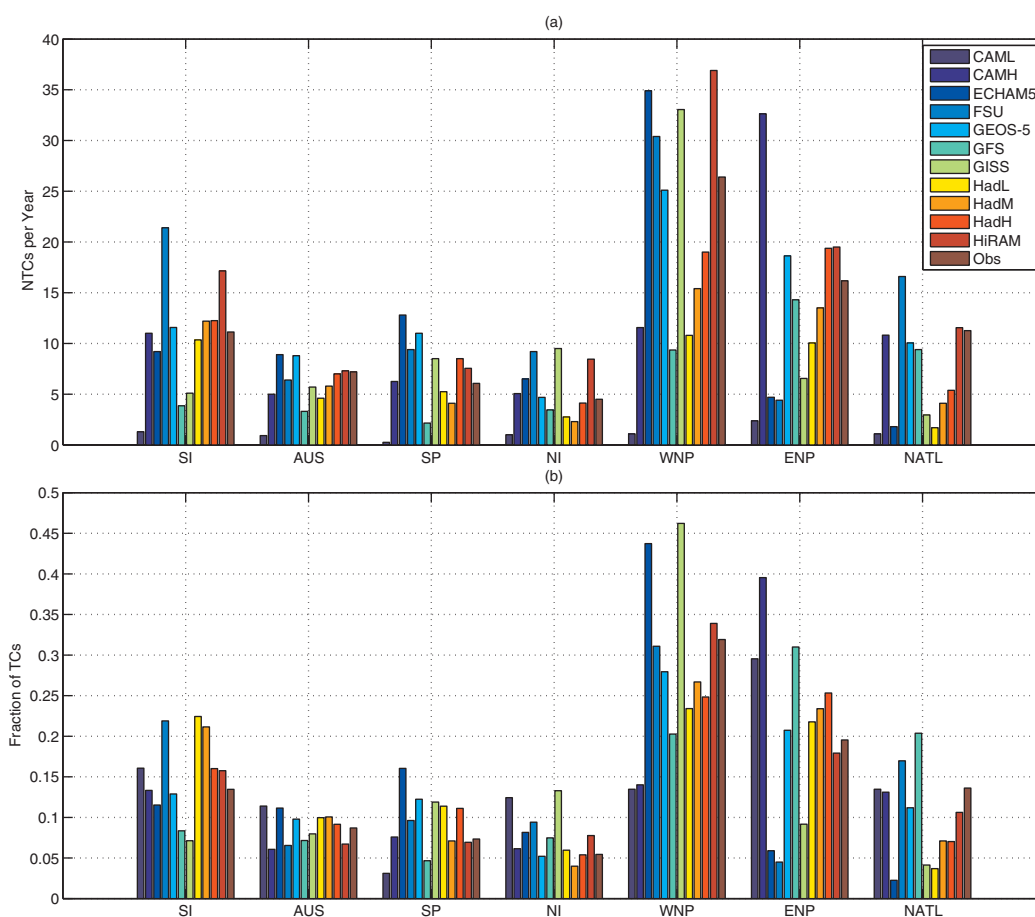 (a)
40
35
30
25
20
15
10
5
0
NTCs per Year
SI AUS SP NI WNP ENP NATL
CAML
CAMH
ECHAM5
FSU
GEOS-5
GFS
GISS
HadL
HadM
HadH
HiRAM
Obs
(b)
0.5
0.45
0.4
0.35
0.3
0.25
0.2
0.15
0.1
0.05
0
Fraction of TCs
SI AUS SP NI WNP ENP NATL